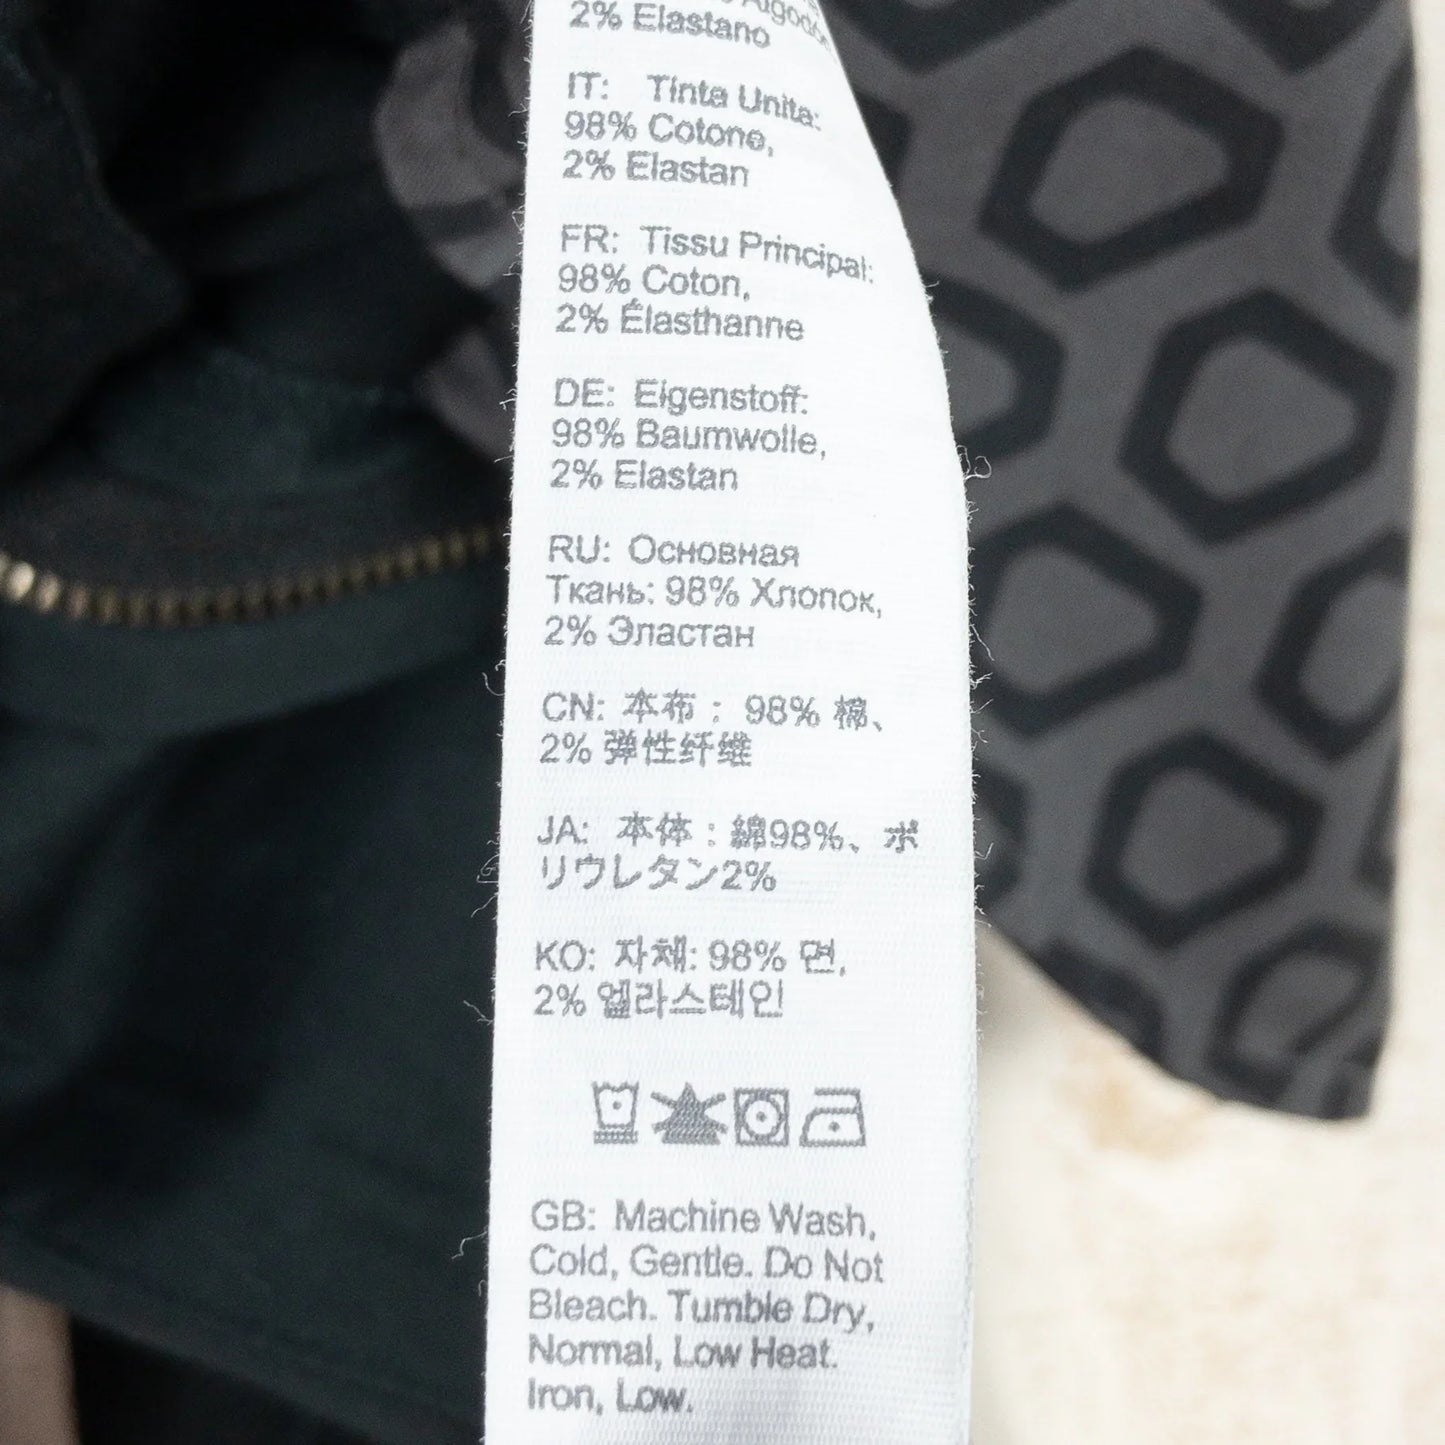 Algodón
2% Elastano
IT: Tinta Unita:
98% Cotone,
2% Elastan
FR: Tissu Principal:
98% Coton,
2% Élasthanne
DE: Eigenstoff:
98% Baumwolle,
2% Elastan
RU: Основная
Ткань: 98% Хлопок,
2% Эластан
CN: 本布：98% 棉、
2% 弹性纤维
JA: 本体：綿98%、ポ
リウレタン2%
KO: 자체: 98% 면,
2% 엘라스테인
GB: Machine Wash,
Cold, Gentle. Do Not
Bleach. Tumble Dry,
Normal, Low Heat.
Iron, Low.